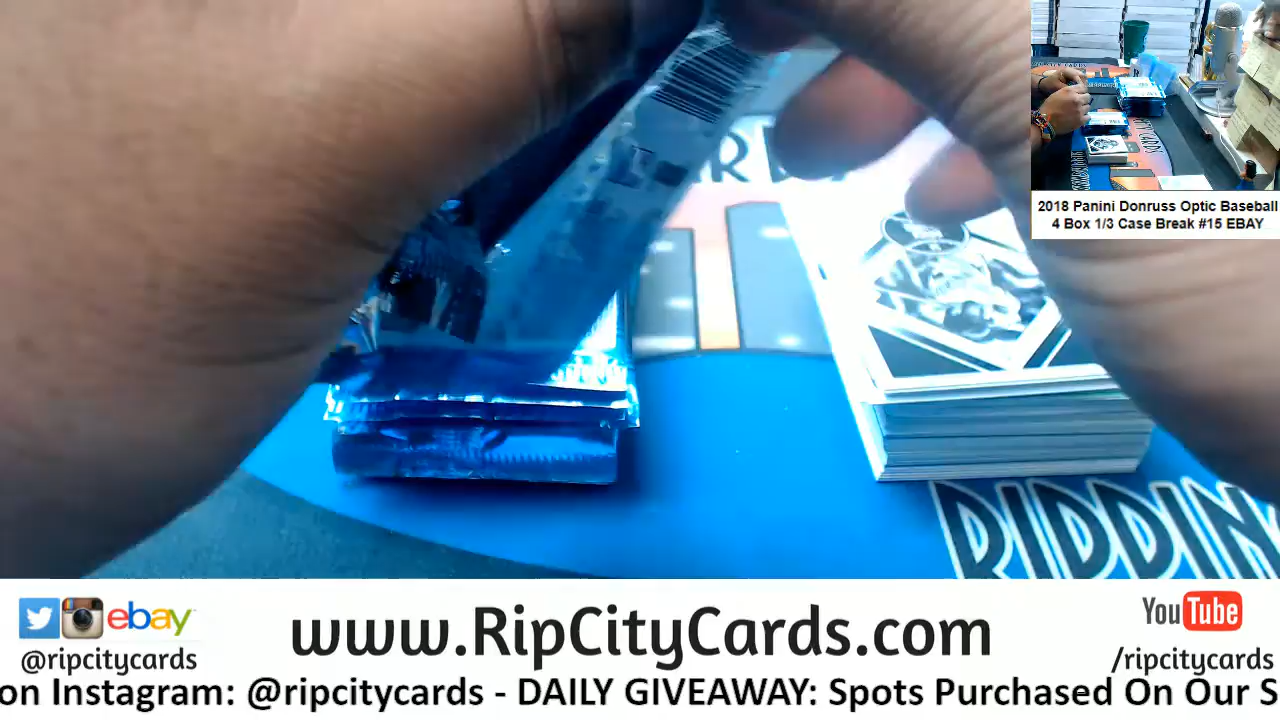 2018 Panini Donruss Optic Baseball
4 Box 1/3 Case Break #15 EBAY
RIPPIN
ebay
www.RipCityCards.com
YouTube
@ripcitycards
/ripcitycards
on Instagram: @ripcitycards - DAILY GIVEAWAY: Spots Purchased On Our S